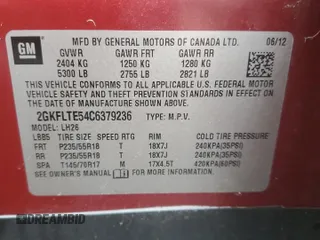 GM
MFD BY GENERAL MOTORS OF CANADA LTD. 06/12
GVWR GAWR FRT GAWR RR
2404 KG 1250 KG 1280 KG
5300 LB 2755 LB 2821 LB
THIS VEHICLE CONFORMS TO ALL APPLICABLE U.S. FEDERAL MOTOR
VEHICLE SAFETY AND THEFT PREVENTION STANDARDS IN EFFECT
ON THE DATE OF MANUFACTURE SHOWN ABOVE.
2GKFLTE54C6379236 TYPE: M.P.V.
MODEL: LH26
LBB5 TIRE SIZE SPEED RTG RIM COLD TIRE PRESSURE
FRT P235/55R18 T 18X7J 240KPA(35PSI)
RR P235/55R18 T 18X7J 240KPA(35PSI)
SPA T145/70R17 M 17X4.5T 420KPA(60PSI)
SEE OWNER'S MANUAL FOR MORE INFORMATION.
DREAMBID